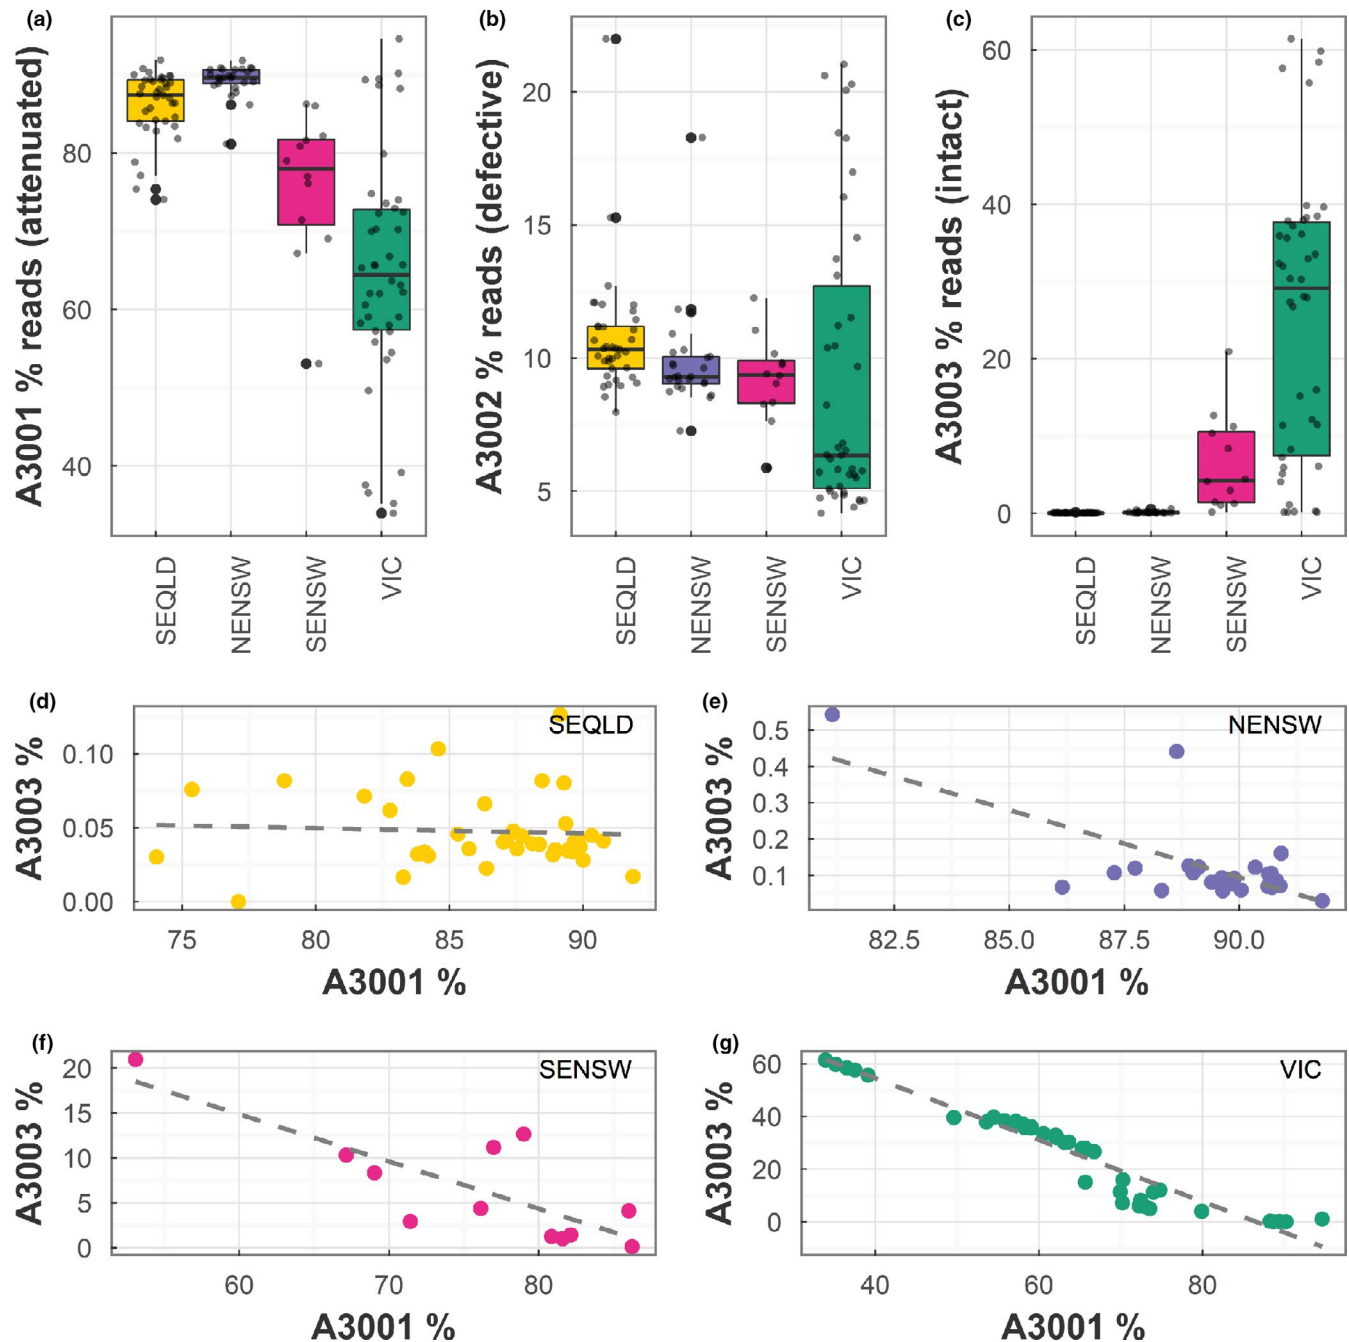 (a)
A3001 % reads (attenuated)
80
60
40
SEQLD
NENSW
SENSW
VIC
(b)
A3002 % reads (defective)
20
15
10
5
SEQLD
NENSW
SENSW
VIC
(c)
A3003 % reads (intact)
60
40
20
0
SEQLD
NENSW
SENSW
VIC
(d)
SEQLD
A3003 %
0.10
0.05
0.00
75 80 85 90
A3001 %
(e)
NENSW
A3003 %
0.5
0.4
0.3
0.2
0.1
82.5 85.0 87.5 90.0
A3001 %
(f)
SENSW
A3003 %
20
15
10
5
0
60 70 80
A3001 %
(g)
VIC
A3003 %
60
40
20
0
40 60 80
A3001 %